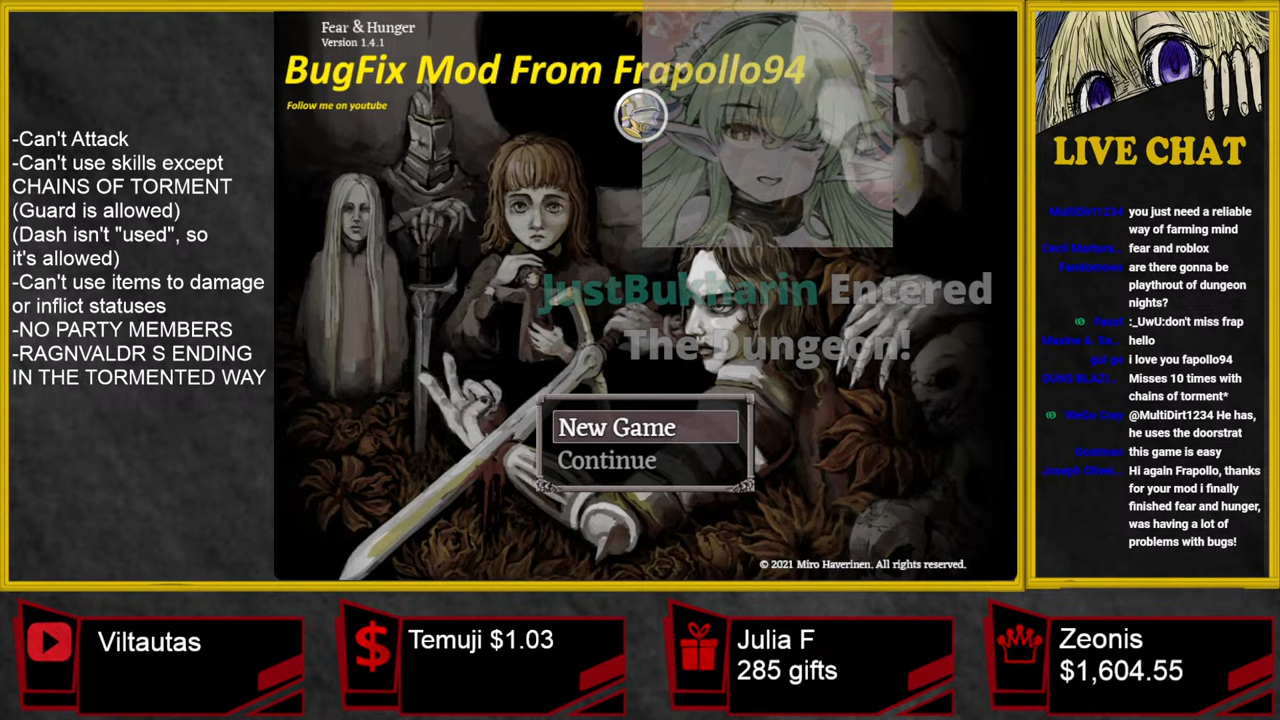 -Can't Attack
-Can't use skills except
CHAINS OF TORMENT
(Guard is allowed)
(Dash isn't "used", so
it's allowed)
-Can't use items to damage
or inflict statuses
-NO PARTY MEMBERS
-RAGNVALDR S ENDING
IN THE TORMENTED WAY
Fear & Hunger
Version 1.4.1
BugFix Mod From Frapollo94
Follow me on youtube
JustBukharin Entered
The Dungeon!
New Game
Continue
© 2021 Miro Haverinen. All rights reserved.
LIVE CHAT
MultiDirt1234 you just need a reliable
way of farming mind
fear and roblox
are there gonna be
playthrout of dungeon
nights?
:_UwU:don't miss frap
hello
i love you fapollo94
Misses 10 times with
chains of torment*
@MultiDirt1234 He has,
he uses the doorstrat
this game is easy
Hi again Frapollo, thanks
for your mod i finally
finished fear and hunger,
was having a lot of
problems with bugs!
Viltautas
Temuji $1.03
Julia F
285 gifts
Zeonis
$1,604.55